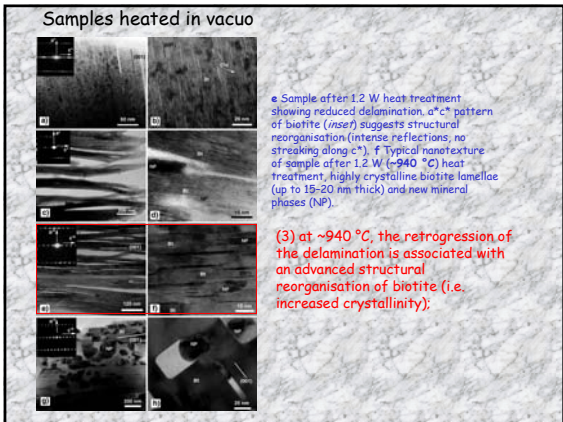 Samples heated in vacuo
a)
b)
c)
d)
e)
f)
g)
h)
e Sample after 1.2 W heat treatment
showing reduced delamination, a*c* pattern
of biotite (inset) suggests structural
reorganisation (intense reflections, no
streaking along c*), f Typical nanotexture
of sample after 1.2 W (~940 °C) heat
treatment, highly crystalline biotite lamellae
(up to 15–20 nm thick) and new mineral
phases (NP).
(3) at ~940 °C, the retrogression of
the delamination is associated with
an advanced structural
reorganisation of biotite (i.e.
increased crystallinity);